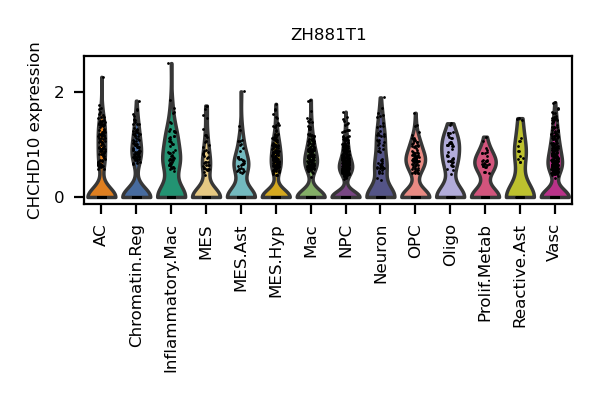 ZH881T1
CHCHD10 expression
2
0
AC
Chromatin.Reg
Inflammatory.Mac
MES
MES.Ast
MES.Hyp
Mac
NPC
Neuron
OPC
Oligo
Prolif.Metab
Reactive.Ast
Vasc